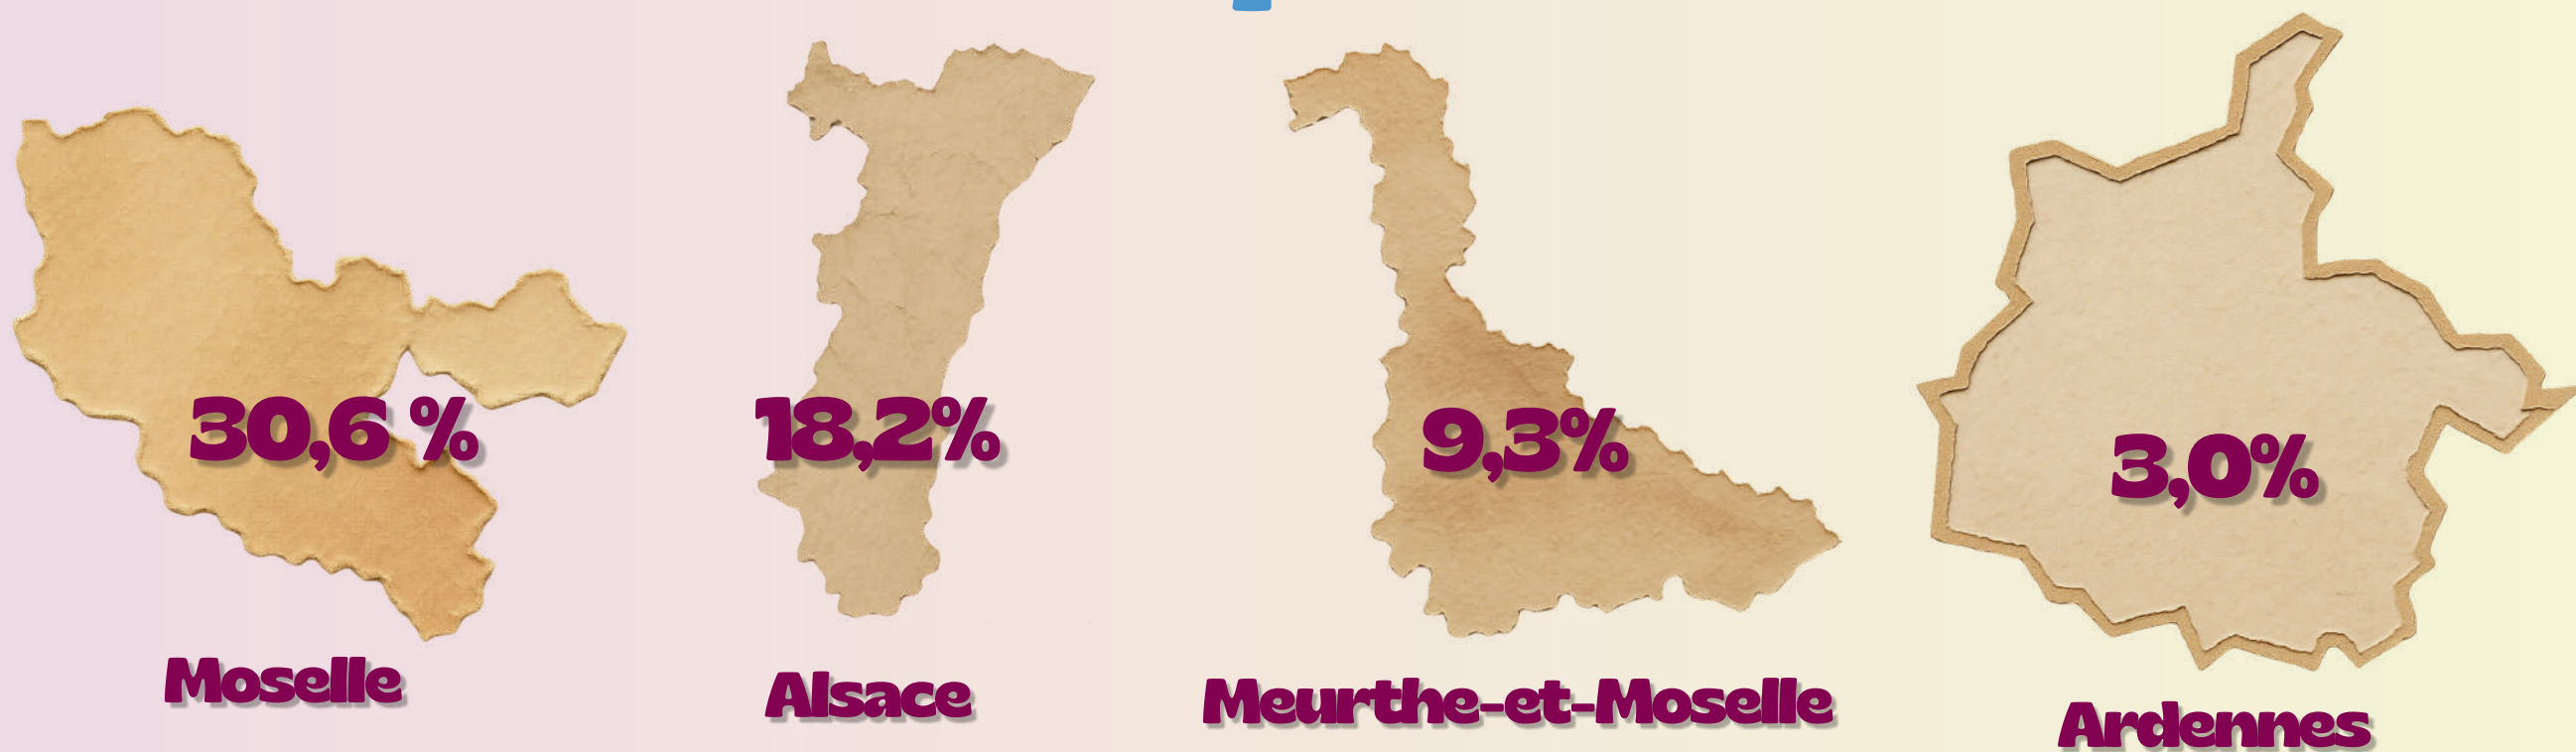 30,6 %
Moselle
18,2%
Alsace
9,3%
Meurthe-et-Moselle
3,0%
Ardennes